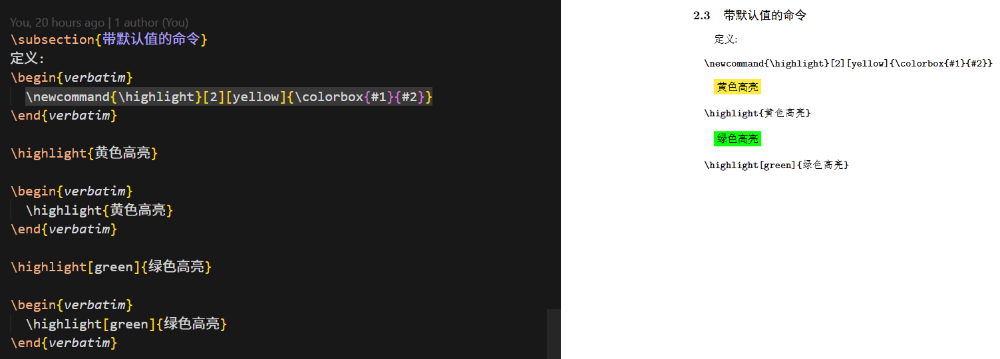 You, 20 hours ago | 1 author (You)
\subsection{带默认值的命令}
定义:
\begin{verbatim}
\newcommand{\highlight}[2][yellow]{\colorbox{#1}{#2}}
\end{verbatim}
\highlight{黄色高亮}
\begin{verbatim}
\highlight{黄色高亮}
\end{verbatim}
\highlight[green]{绿色高亮}
\begin{verbatim}
\highlight[green]{绿色高亮}
\end{verbatim}
2.3 带默认值的命令
定义:
\newcommand{\highlight}[2][yellow]{\colorbox{#1}{#2}}
黄色高亮
\highlight{黄色高亮}
绿色高亮
\highlight[green]{绿色高亮}